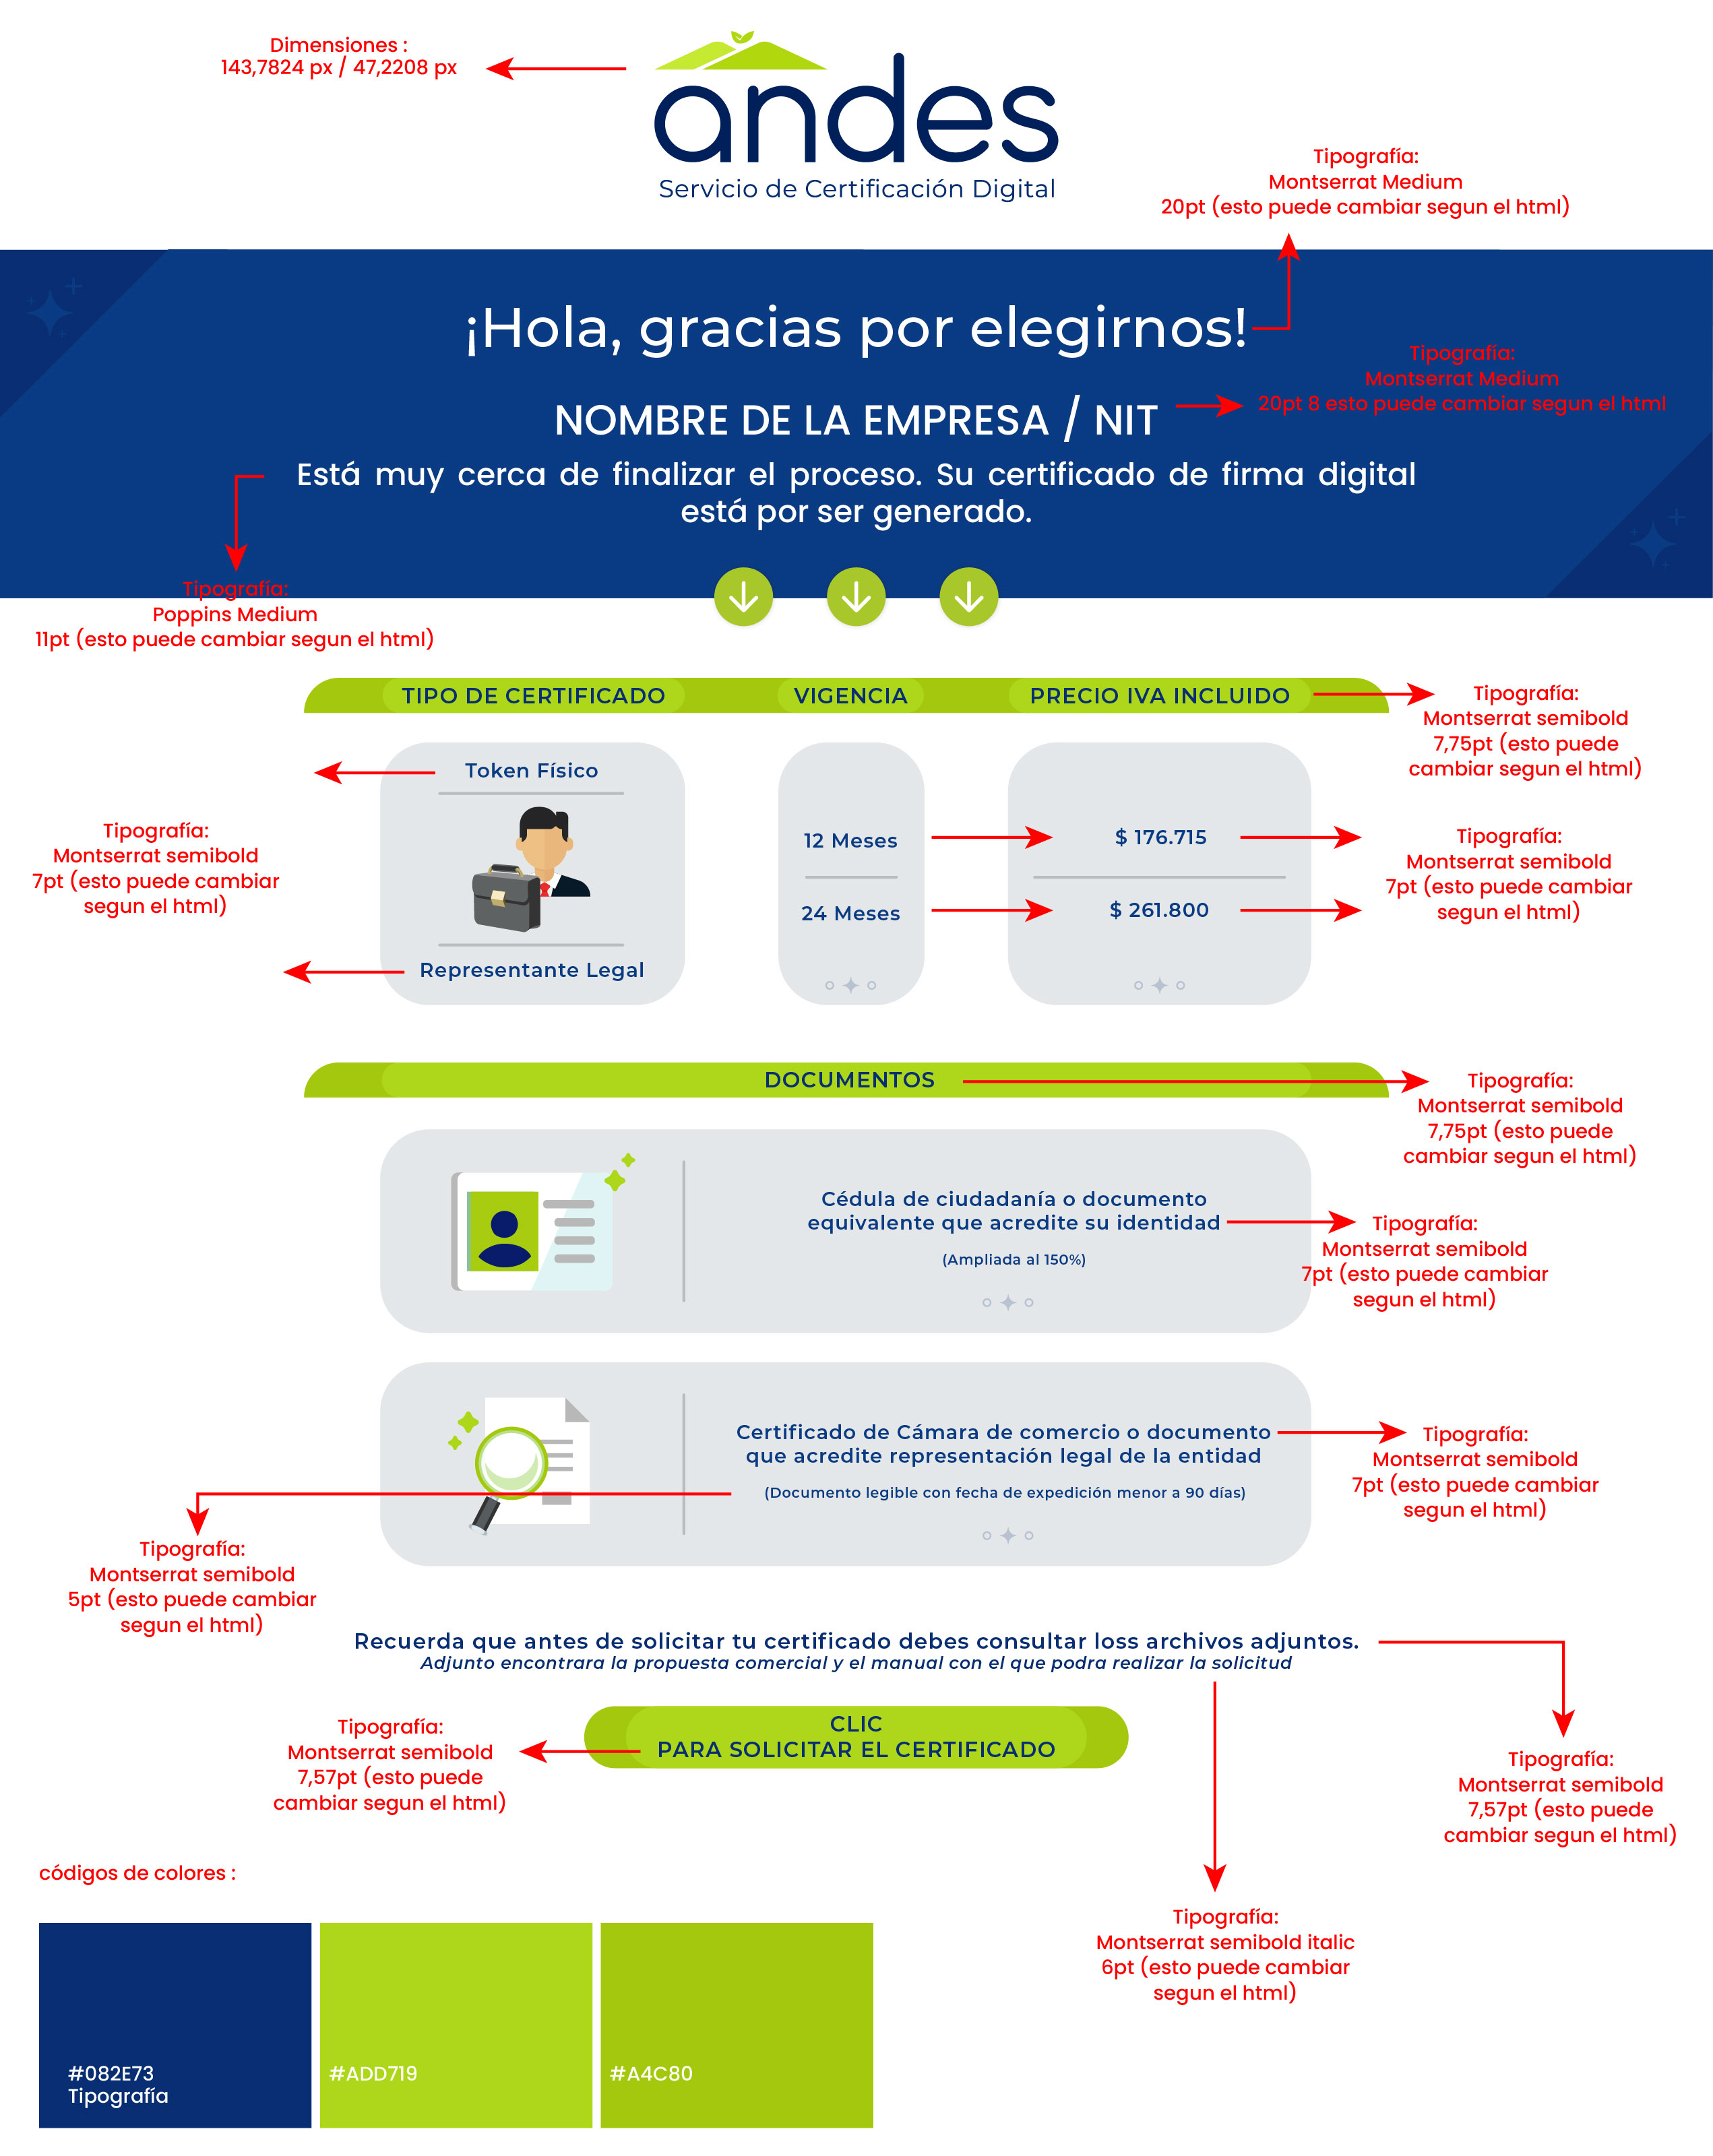 Dimensiones :
143,7824 px / 47,2208 px
andes
Servicio de Certificación Digital
Tipografía:
Montserrat Medium
20pt (esto puede cambiar segun el html)
¡Hola, gracias por elegirnos!
Tipografía:
Montserrat Medium
20pt 8 esto puede cambiar segun el html
NOMBRE DE LA EMPRESA / NIT
Está muy cerca de finalizar el proceso. Su certificado de firma digital
está por ser generado.
Tipografía:
Poppins Medium
11pt (esto puede cambiar segun el html)
TIPO DE CERTIFICADO
VIGENCIA
PRECIO IVA INCLUIDO
Tipografía:
Montserrat semibold
7,75pt (esto puede
cambiar segun el html)
Token Físico
Representante Legal
Tipografía:
Montserrat semibold
7pt (esto puede cambiar
segun el html)
12 Meses
$ 176.715
24 Meses
$ 261.800
Tipografía:
Montserrat semibold
7pt (esto puede cambiar
segun el html)
DOCUMENTOS
Tipografía:
Montserrat semibold
7,75pt (esto puede
cambiar segun el html)
Cédula de ciudadanía o documento
equivalente que acredite su identidad
(Ampliada al 150%)
Tipografía:
Montserrat semibold
7pt (esto puede cambiar
segun el html)
Certificado de Cámara de comercio o documento
que acredite representación legal de la entidad
(Documento legible con fecha de expedición menor a 90 días)
Tipografía:
Montserrat semibold
7pt (esto puede cambiar
segun el html)
Tipografía:
Montserrat semibold
5pt (esto puede cambiar
segun el html)
Recuerda que antes de solicitar tu certificado debes consultar loss archivos adjuntos.
Adjunto encontrara la propuesta comercial y el manual con el que podra realizar la solicitud
CLIC
PARA SOLICITAR EL CERTIFICADO
Tipografía:
Montserrat semibold
7,57pt (esto puede
cambiar segun el html)
Tipografía:
Montserrat semibold
7,57pt (esto puede
cambiar segun el html)
Tipografía:
Montserrat semibold italic
6pt (esto puede cambiar
segun el html)
códigos de colores :
#082E73
Tipografía
#ADD719
#A4C80